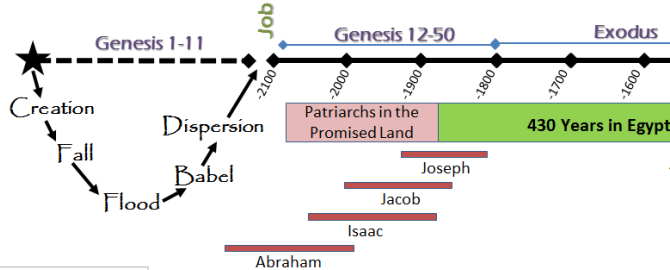 Job
Genesis 1-11
Genesis 12-50
Exodus
-2100
-2000
-1900
-1800
-1700
-1600
Creation
Fall
Flood
Babel
Dispersion
Patriarchs in the
Promised Land
430 Years in Egypt
Joseph
Jacob
Isaac
Abraham